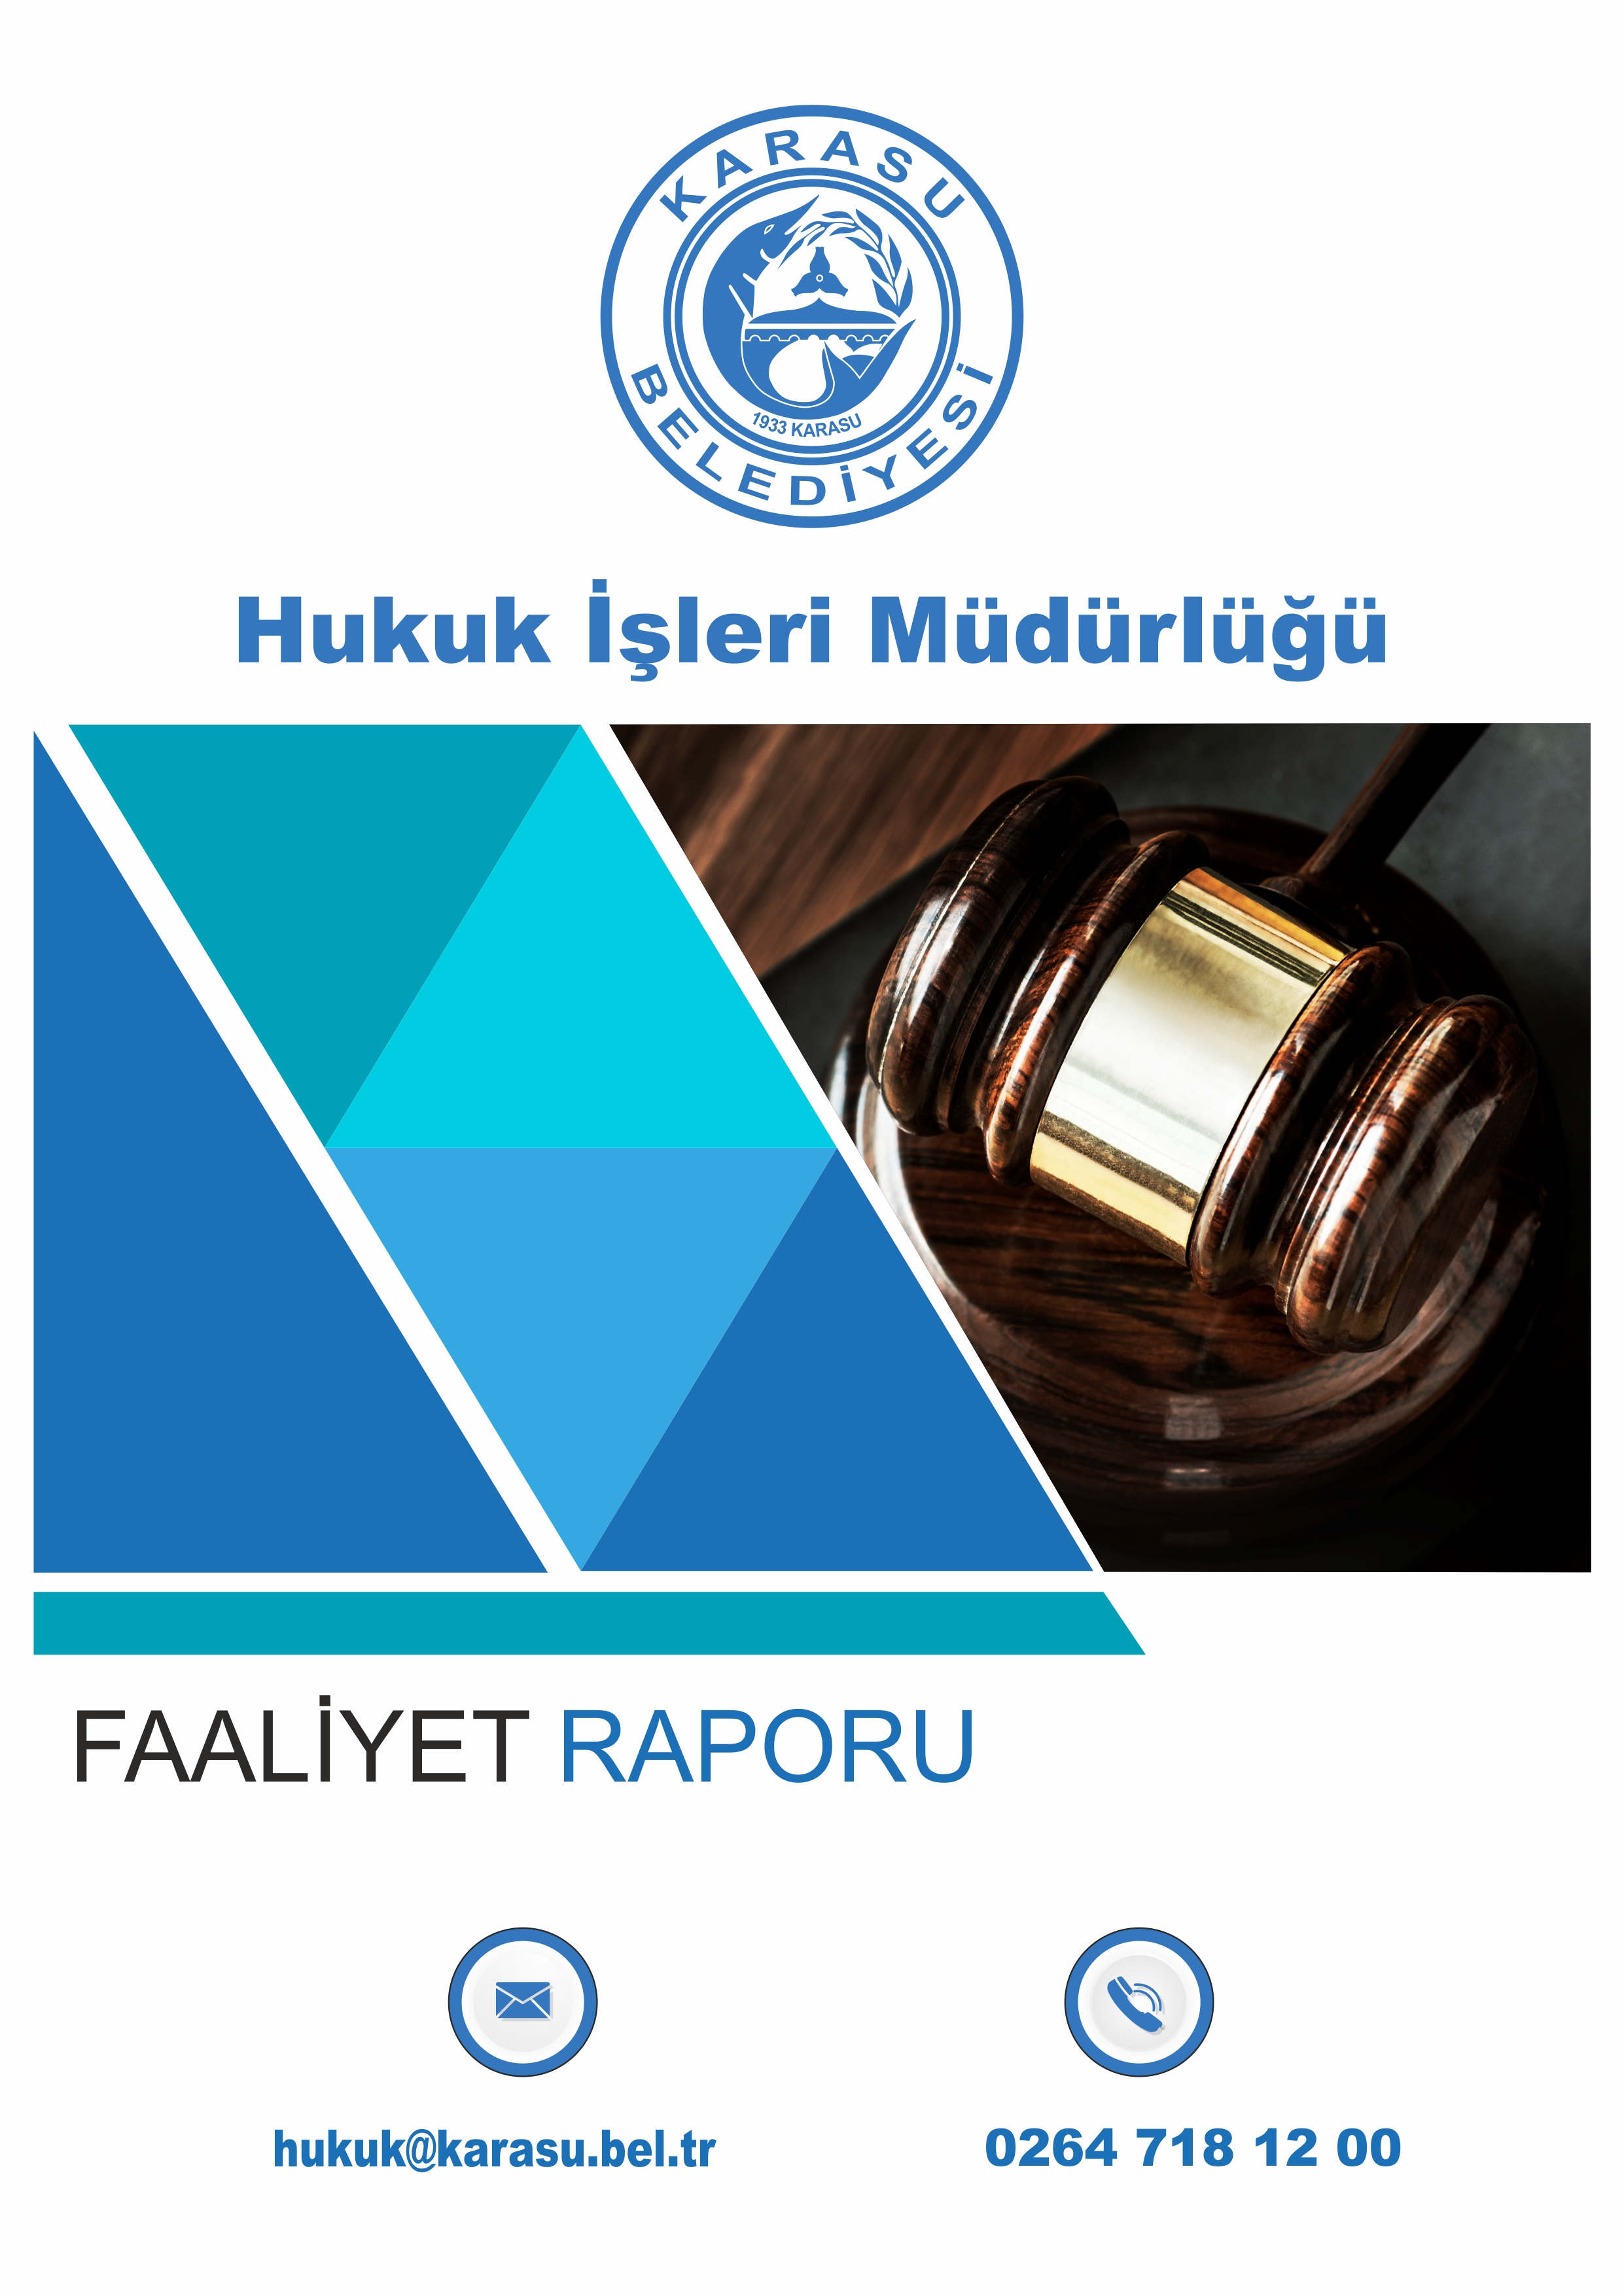 KARASU
BELEDİYESİ
1933 KARASU
Hukuk İşleri Müdürlüğü
FAALİYET RAPORU
hukuk@karasu.bel.tr
0264 718 12 00